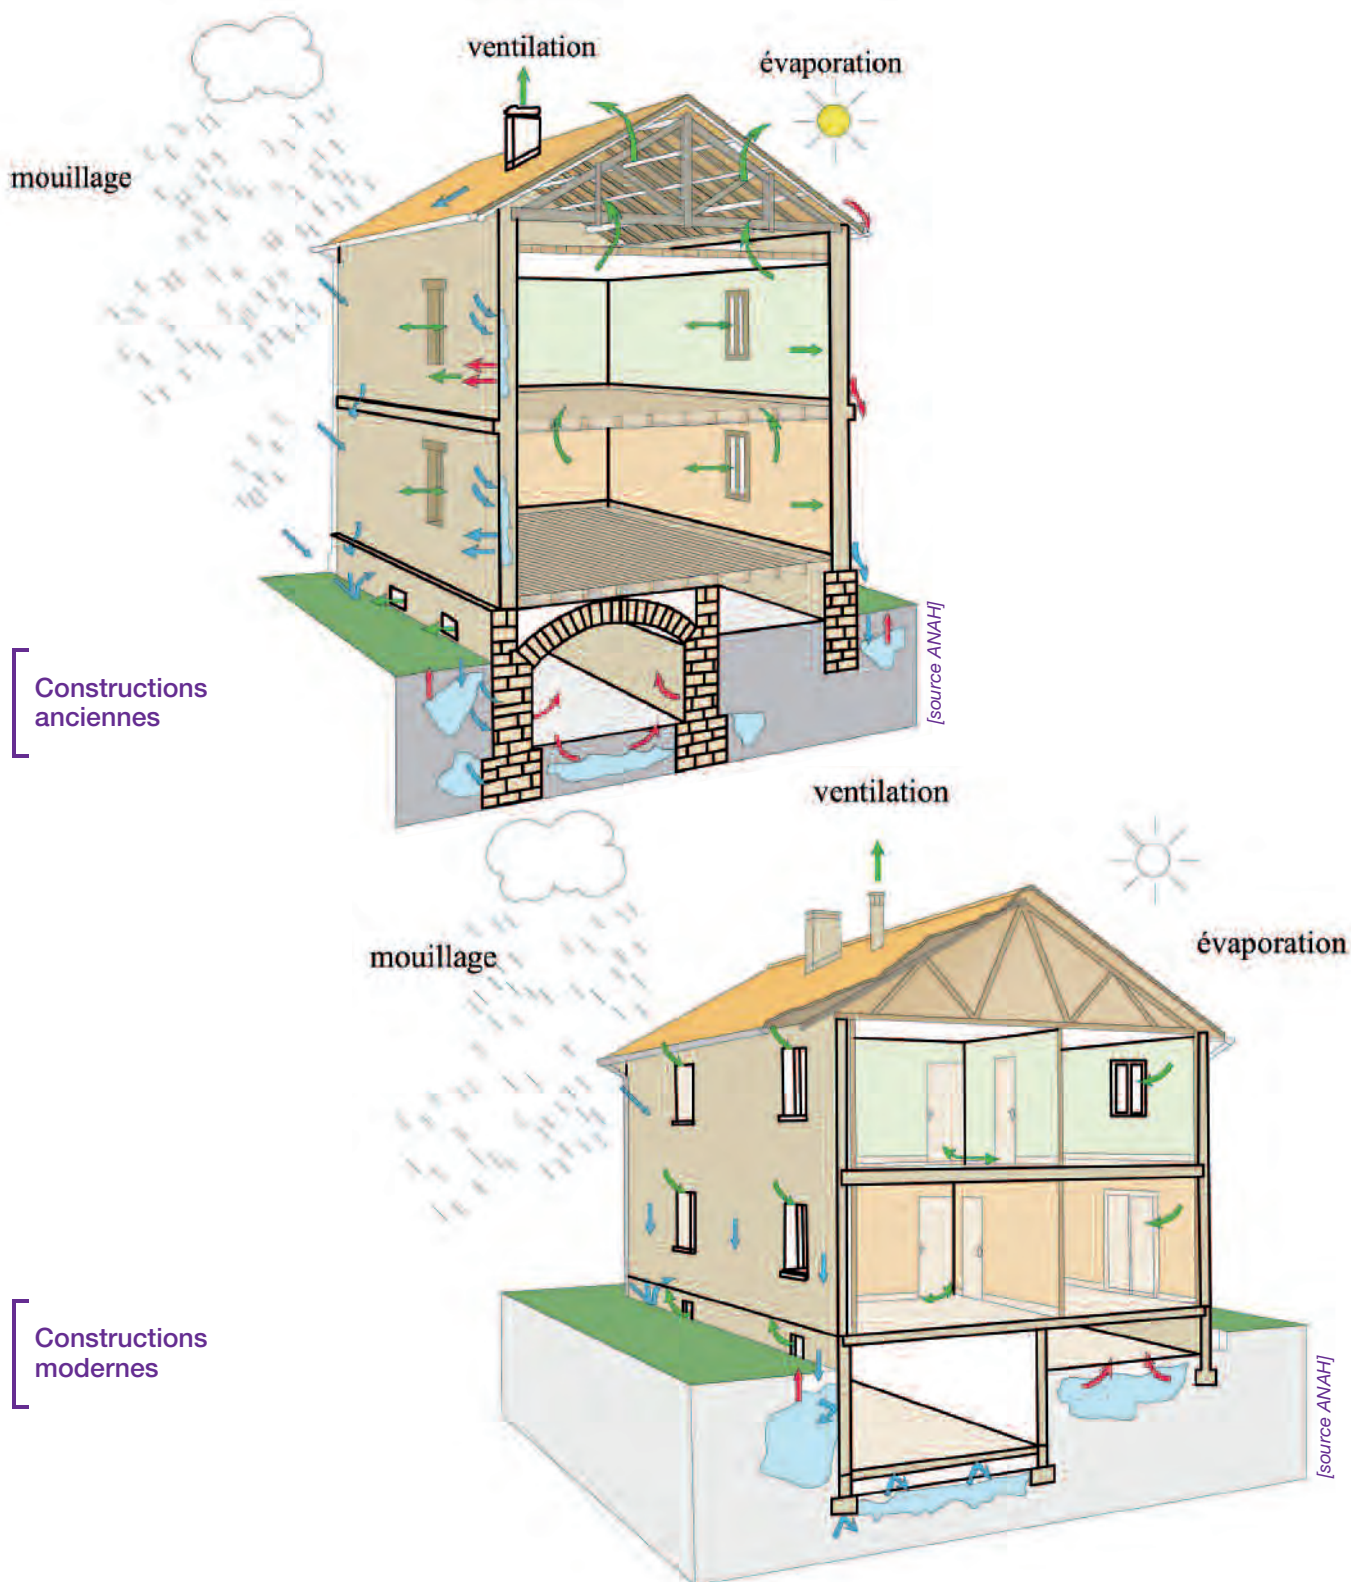 ventilation
évaporation
mouillage
Constructions
anciennes
[source ANAH]
ventilation
mouillage
évaporation
Constructions
modernes
[source ANAH]